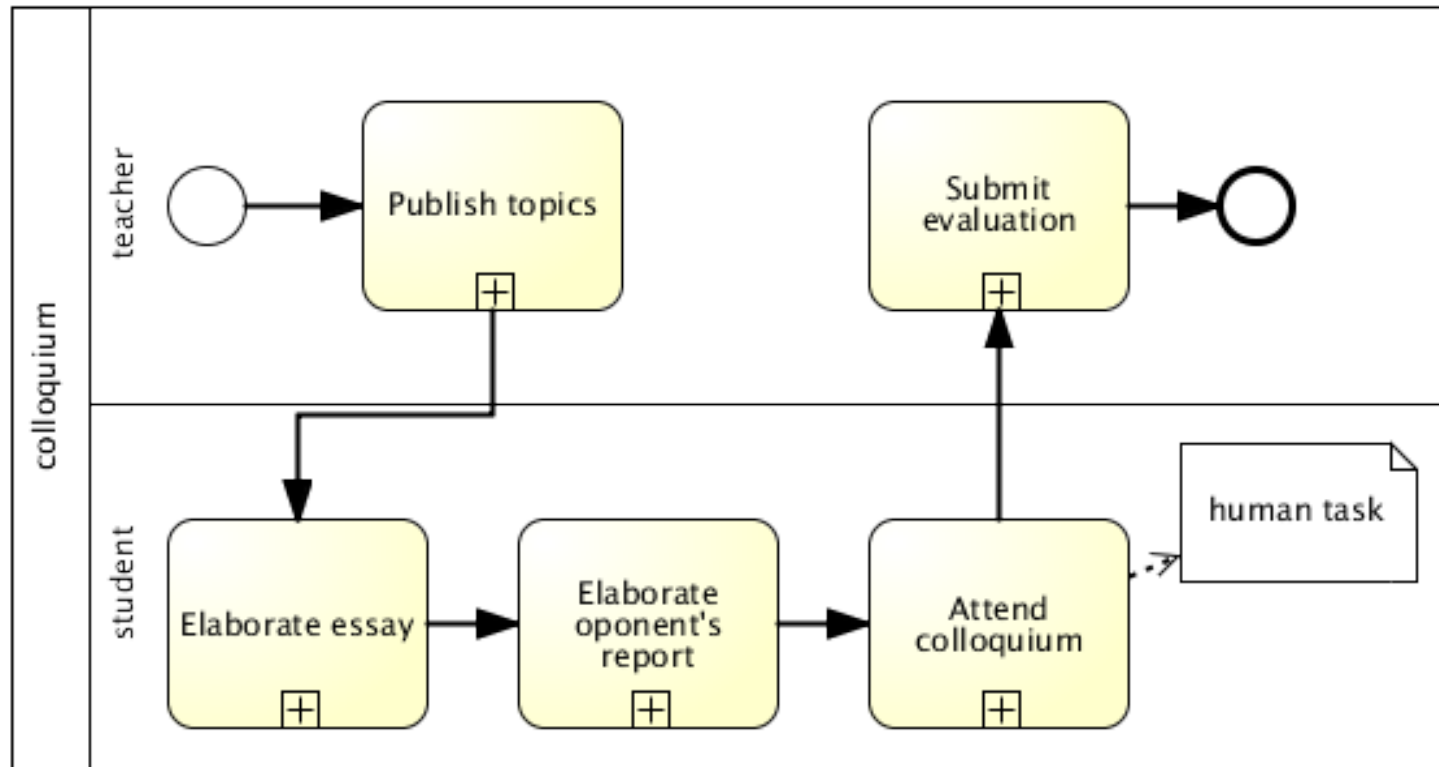 colloquium
teacher
Publish topics
Submit
evaluation
student
Elaborate essay
Elaborate
oponent's
report
Attend
colloquium
human task